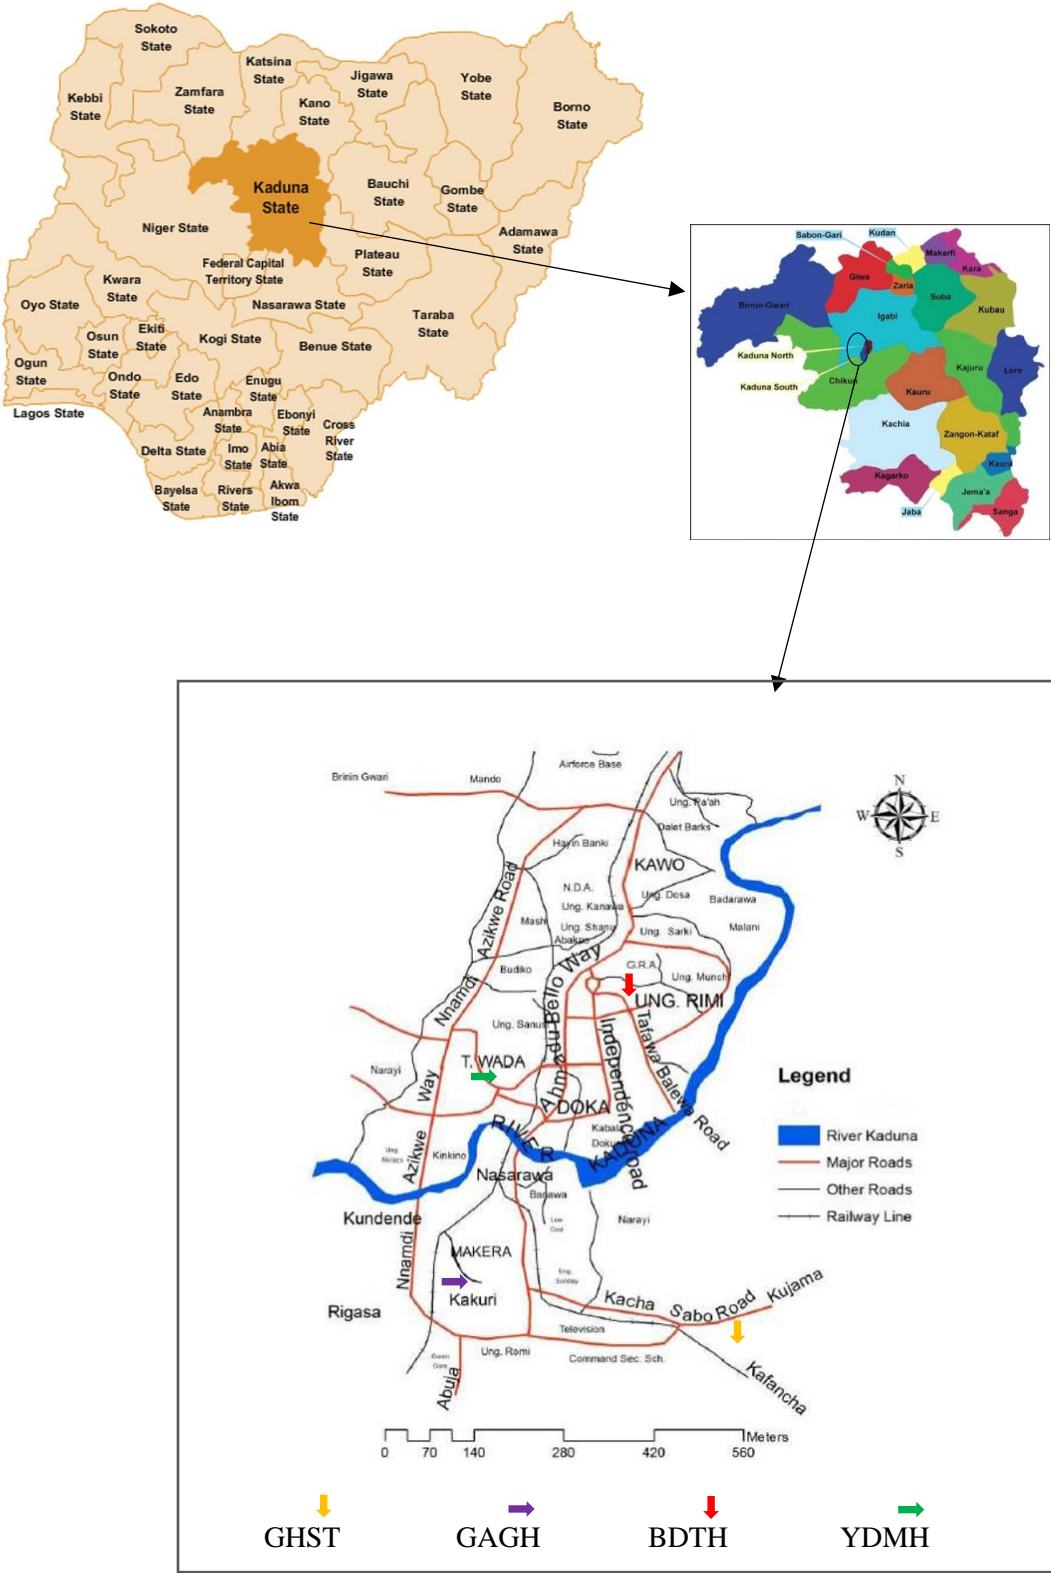 Sokoto
State
Katsina
State
Jigawa
State
Yobe
State
Kebbi
State
Zamfara
State
Kano
State
Borno
State
Kaduna
State
Bauchi
State
Gombe
State
Niger State
Adamawa
State
Federal Capital
Territory State
Plateau
State
Kwara
State
Oyo State
Nasarawa State
Taraba
State
Osun
State
Ekiti
State
Kogi State
Benue State
Ogun
State
Ondo
State
Edo
State
Enugu
State
Lagos State
Anambra
State
Ebonyi
State
Cross
River
State
Delta State
Imo
State
Abia
State
Bayelsa
State
Rivers
State
Akwa
Ibom
State
Sabon-Gari
Kudan
Makarfi
Kara
Giwa
Zaria
Soba
Birnin-Gwari
Igabi
Kubau
Kaduna North
Kaduna South
Chikun
Kajuru
Lere
Kauru
Kachia
Zangon-Kataf
Kaura
Kagarko
Jema'a
Jaba
Sanga
Airforce Base
Brinin Gwari
Mando
Ung. Ra'ah
Dalet Barks
Hayin Banki
KAWO
N.D.A.
Ung. Dosa
Badarawa
Ung. Kanawa
Mashi
Ung. Shanu
Ung. Sarki
Malani
Abakpa
Nnamdi Azikwe Road
Budiko
G.R.A.
Ung. Munchi
UNG. RIMI
Ahmadu Bello Way
Independence road
Tafawa Balewa Road
Ung. Sanusi
T. WADA
Narayi
DOKA
Kabala
Doku
RIVER KADUNA
Kinkino
Nasarawa
Banawa
Nnamdi Azikwe Way
Kundende
Narayi
Low
Cost
MAKERA
Ung.
Sunday
Kakuri
Rigasa
Kacha
Sabo Road
Kujama
Television
Ung. Romi
Command Sec. Sch.
Abuja
Kafancha
N
W
E
S
Legend
River Kaduna
Major Roads
Other Roads
Railway Line
0 70 140 280 420 560
Meters
GHST GAGH BDTH YDMH